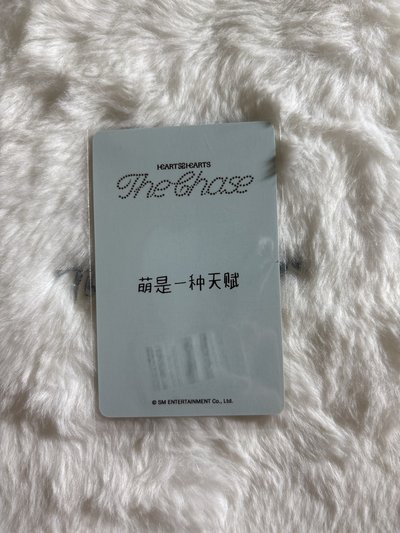 HEARTS2HEARTS
The Chase
萌是一种天赋
© SM ENTERTAINMENT Co., Ltd.